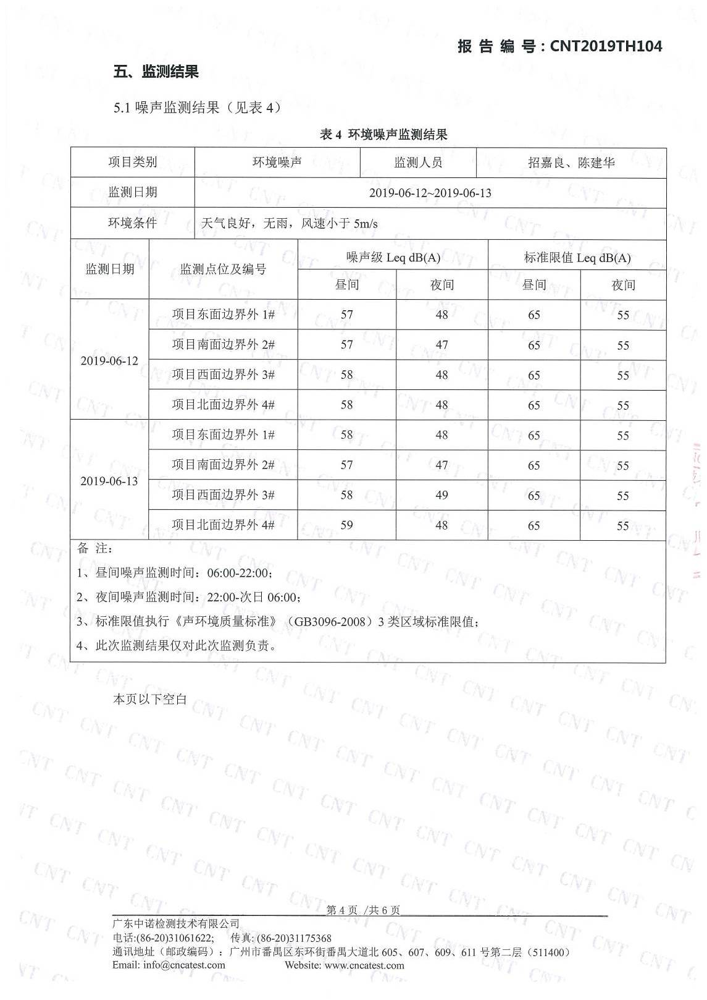 报 告 编 号：CNT2019TH104
五、监测结果
5.1 噪声监测结果（见表 4）
表 4 环境噪声监测结果
项目类别 环境噪声 监测人员 招嘉良、陈建华
监测日期 2019-06-12~2019-06-13
环境条件 天气良好，无雨，风速小于 5m/s
监测日期 监测点位及编号 噪声级 Leq dB(A) 标准限值 Leq dB(A)
昼间 夜间 昼间 夜间
2019-06-12
项目东面边界外 1# 57 48 65 55
项目南面边界外 2# 57 47 65 55
项目西面边界外 3# 58 48 65 55
项目北面边界外 4# 58 48 65 55
2019-06-13
项目东面边界外 1# 58 48 65 55
项目南面边界外 2# 57 47 65 55
项目西面边界外 3# 58 49 65 55
项目北面边界外 4# 59 48 65 55
备 注：
1、昼间噪声监测时间：06:00-22:00；
2、夜间噪声监测时间：22:00-次日 06:00；
3、标准限值执行《声环境质量标准》（GB3096-2008）3 类区域标准限值；
4、此次监测结果仅对此次监测负责。
本页以下空白
第 4 页 /共 6 页
广东中诺检测技术有限公司
电话:(86-20)31061622; 传真: (86-20)31175368
通讯地址（邮政编码）：广州市番禺区东环街番禺大道北 605、607、609、611 号第二层（511400）
Email: info@cncatest.com Website: www.cncatest.com